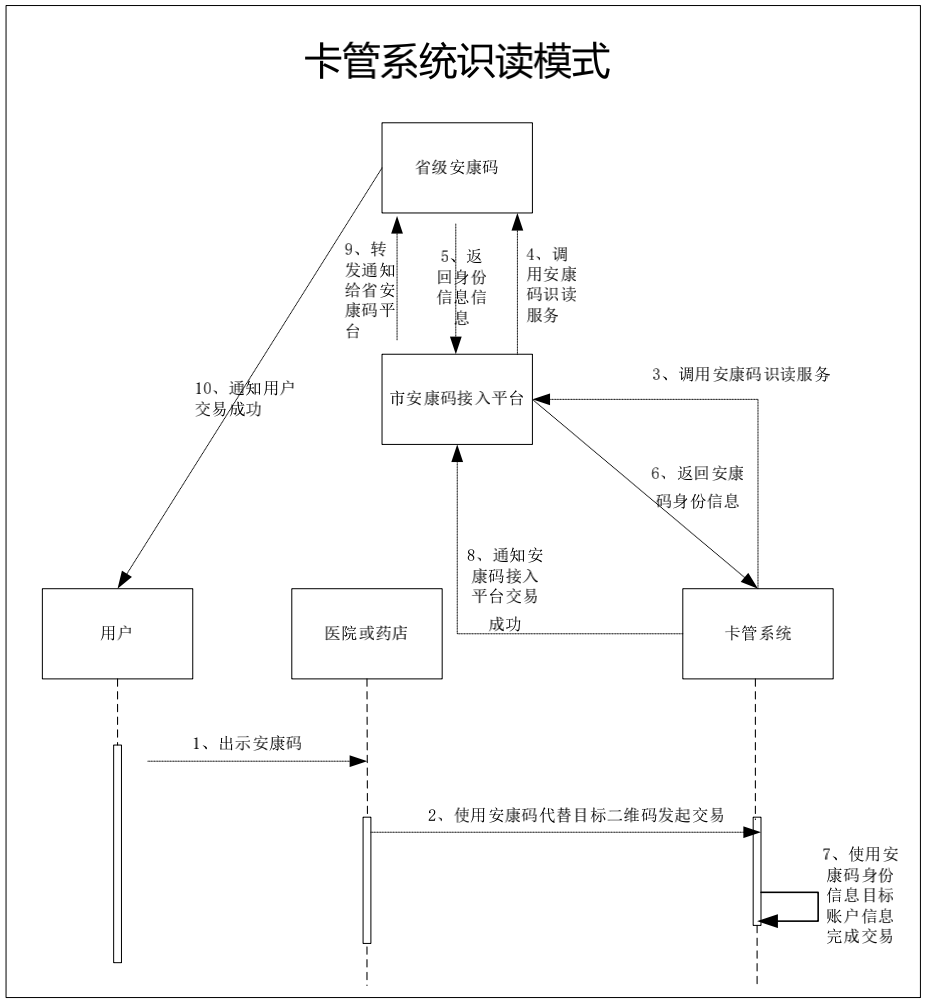 卡管系统识读模式
省级安康码
9、转
发通知
给省安
康码平
台
5、返
回身份
信息信
息
4、调
用安康
码识读
服务
10、通知用户
交易成功
市安康码接入平台
3、调用安康码识读服务
6、返回安康
码身份信息
8、通知安
康码接入
平台交易
成功
用户
医院或药店
卡管系统
1、出示安康码
2、使用安康码代替目标二维码发起交易
7、使用安
康码身份
信息目标
账户信息
完成交易